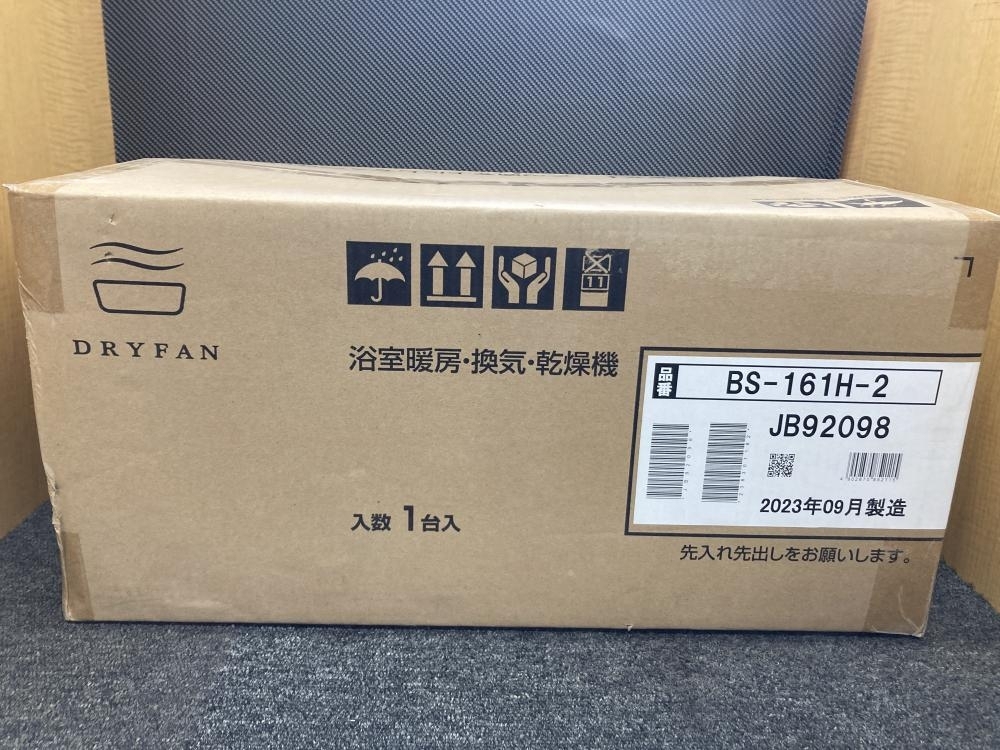 DRYFAN
11
浴室暖房・換気・乾燥機
品番
BS-161H-2
JB92098
2023年09月製造
入数 1台入
先入れ先出しをお願いします。